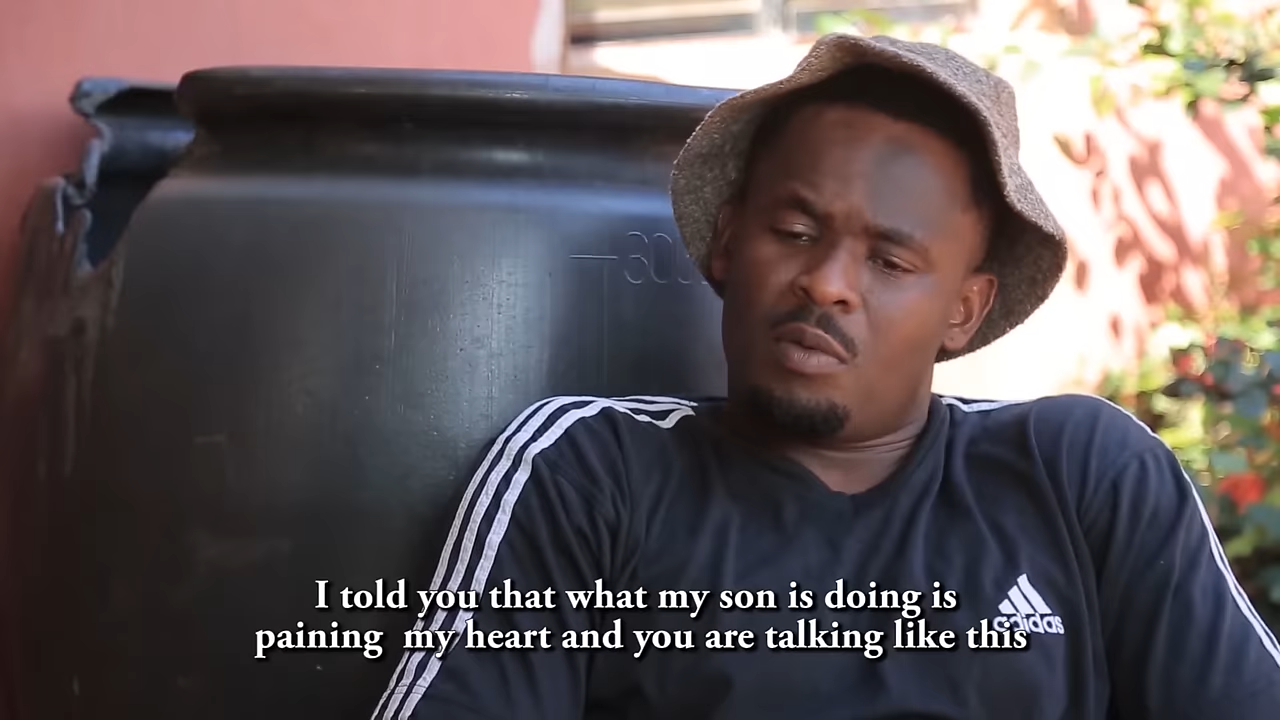 I told you that what my son is doing is
paining my heart and you are talking like this
adidas